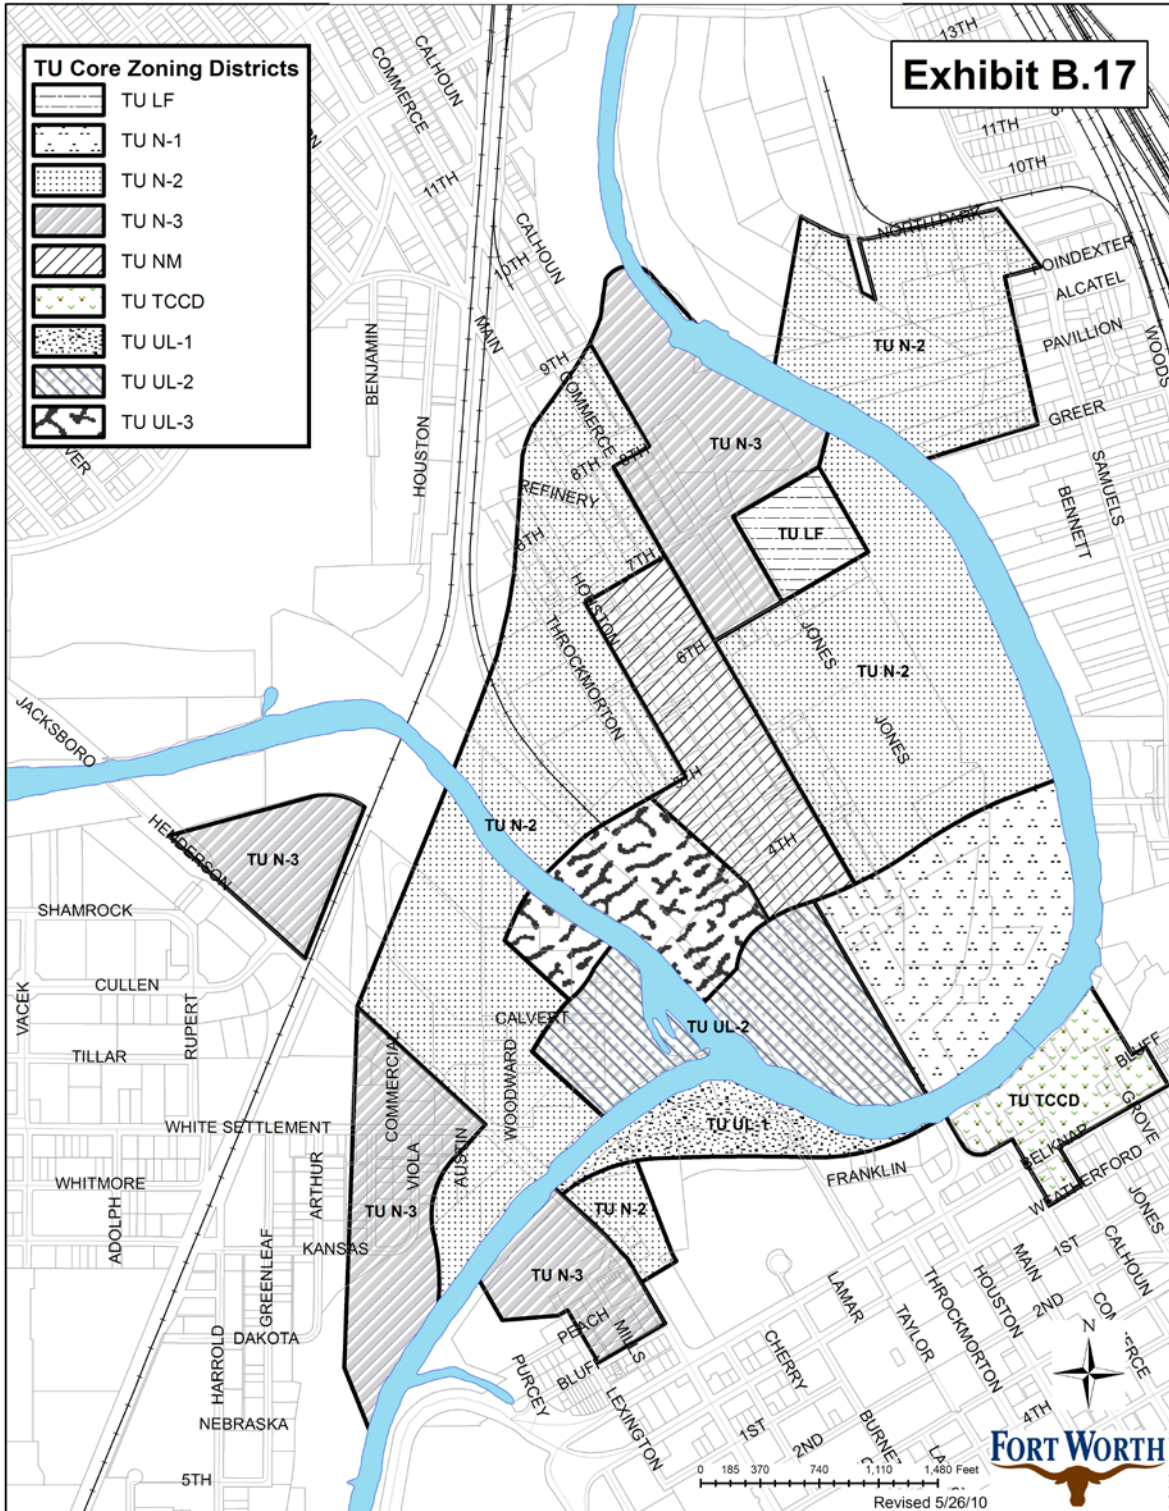 Exhibit B.17
TU Core Zoning Districts
TU LF
TU N-1
TU N-2
TU N-3
TU NM
TU TCCD
TU UL-1
TU UL-2
TU UL-3
CALHOUN
COMMERCE
11TH
13TH
11TH
10TH
CALHOUN
10TH
MAIN
NORTH PARK
POINDEXTER
ALCATEL
PAVILLION
WOODS
GREER
SAMUELS
BENNETT
BENJAMIN
HOUSTON
9TH
COMMERCE
8TH
8TH
REFINERY
8TH
7TH
HOUSTON
THROCKMORTON
6TH
5TH
4TH
JONES
JONES
TU N-2
TU N-3
TU LF
TU N-2
JACKSBORO
HENDERSON
TU N-3
TU N-2
SHAMROCK
CULLEN
VACEK
RUPERT
TILLAR
CALVERT
TU UL-2
COMMERCIAL
WOODWARD
WHITE SETTLEMENT
VIOLA
AUSTIN
ARTHUR
WHITMORE
ADOLPH
TU N-3
KANSAS
GREENLEAF
DAKOTA
HARROLD
NEBRASKA
5TH
TU UL-1
TU TCCD
BLUFF
GROVE
BELKNAP
WEATHERFORD
JONES
FRANKLIN
TU N-2
TU N-3
PEACH
MILLS
BLUFF
PURCEY
LEXINGTON
CHERRY
LAMAR
TAYLOR
THROCKMORTON
HOUSTON
MAIN
1ST
2ND
CALHOUN
1ST
2ND
4TH
N
0 185 370 740 1,110 1,480 Feet
FORT WORTH
Revised 5/26/10